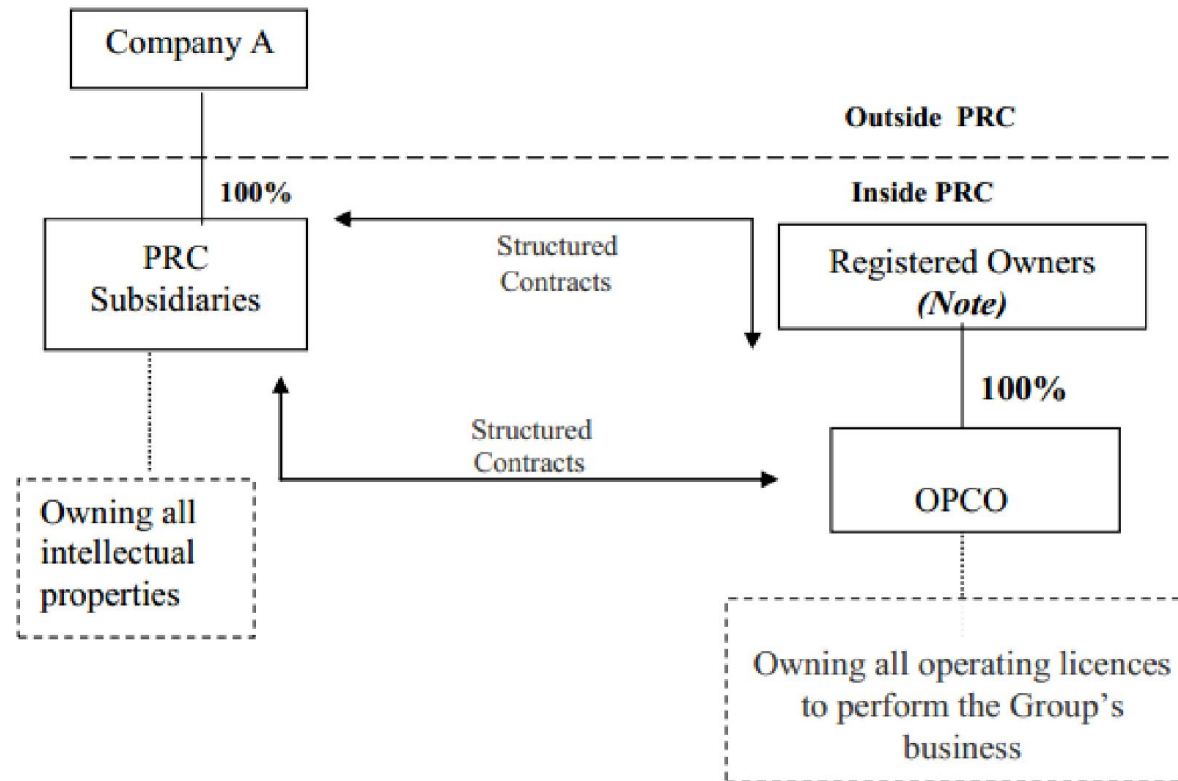 Company A
Outside PRC
100%
Inside PRC
PRC
Subsidiaries
Structured
Contracts
Registered Owners
(Note)
100%
Structured
Contracts
OPCO
Owning all
intellectual
properties
Owning all operating licences
to perform the Group's
business